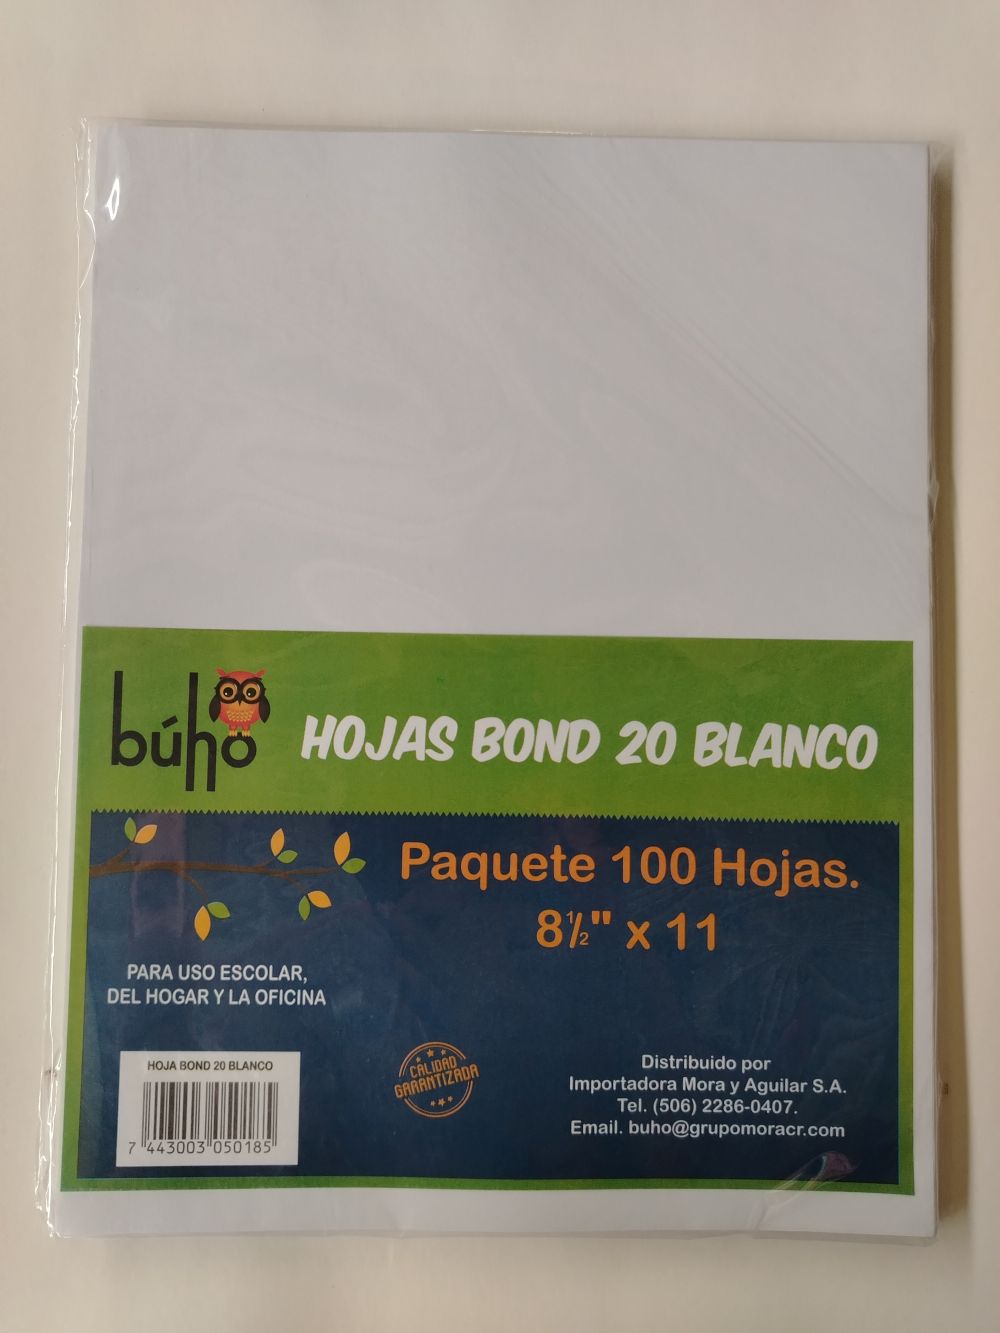 búho
HOJAS BOND 20 BLANCO
Paquete 100 Hojas.
8½" x 11
PARA USO ESCOLAR,
DEL HOGAR Y LA OFICINA
HOJA BOND 20 BLANCO
7 443003 050185
CALIDAD
GARANTIZADA
Distribuido por
Importadora Mora y Aguilar S.A.
Tel. (506) 2286-0407.
Email. buho@grupomoracr.com